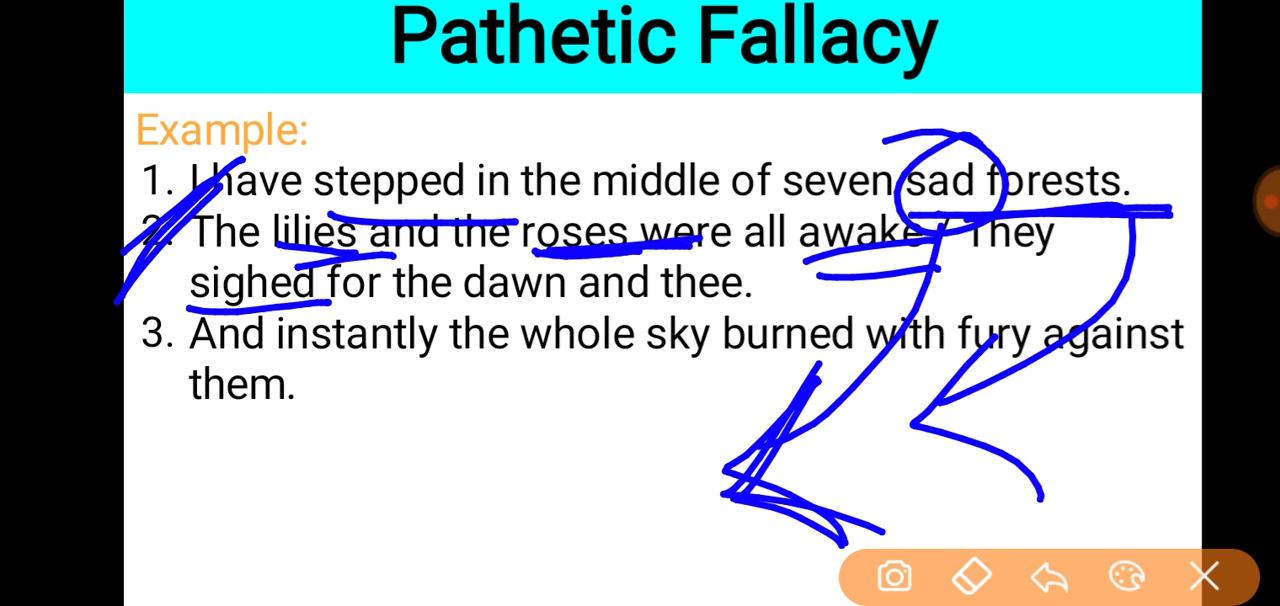 Pathetic Fallacy
Example:
1. I have stepped in the middle of seven sad forests.
2. The lilies and the roses were all awake, They
sighed for the dawn and thee.
3. And instantly the whole sky burned with fury against
them.